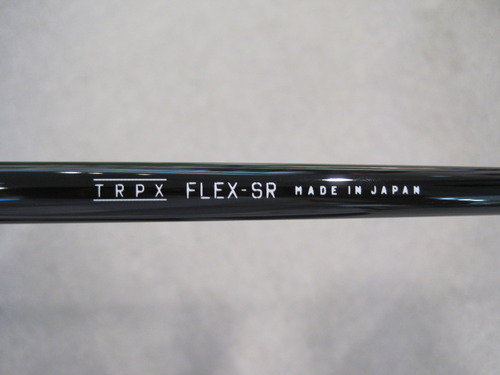 TRPX FLEX-SR MADE IN JAPAN